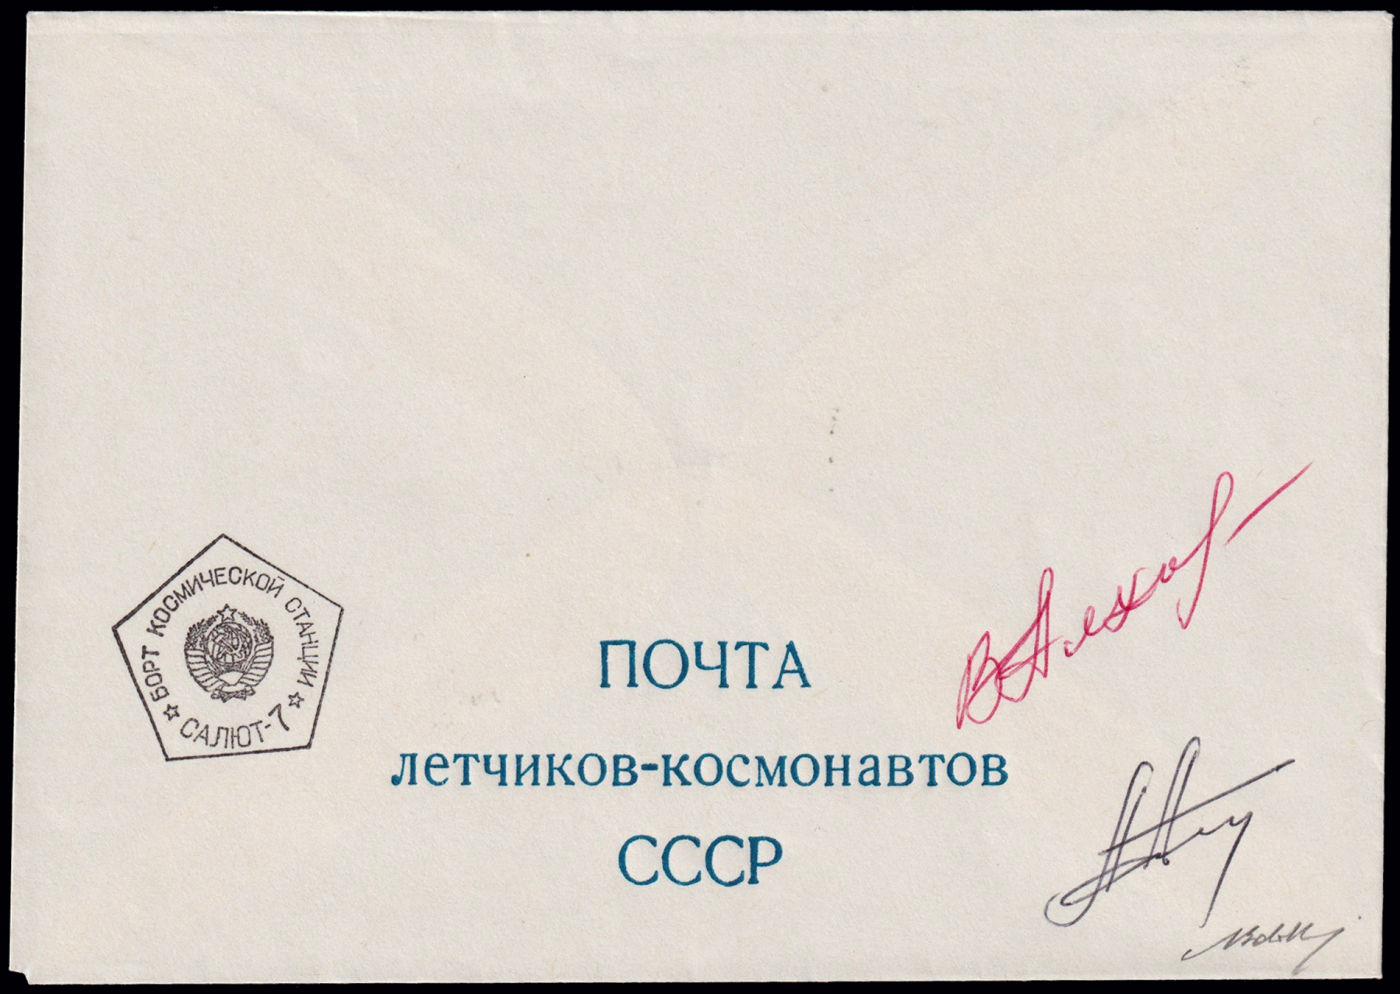 ★ БОРТ КОСМИЧЕСКОЙ СТАНЦИИ ★
САЛЮТ-7
ПОЧТА
летчиков-космонавтов
СССР